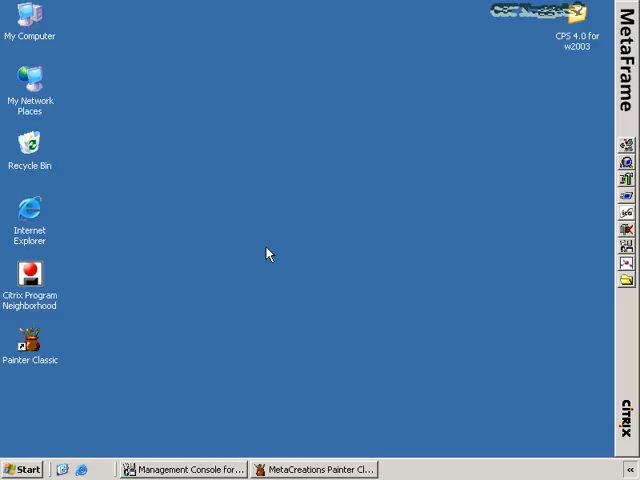 My Computer
My Network
Places
Recycle Bin
Internet
Explorer
Citrix Program
Neighborhood
Painter Classic
CPS 4.0 for
w2003
MetaFrame
CITRIX
Start
Management Console for...
MetaCreations Painter Cl...